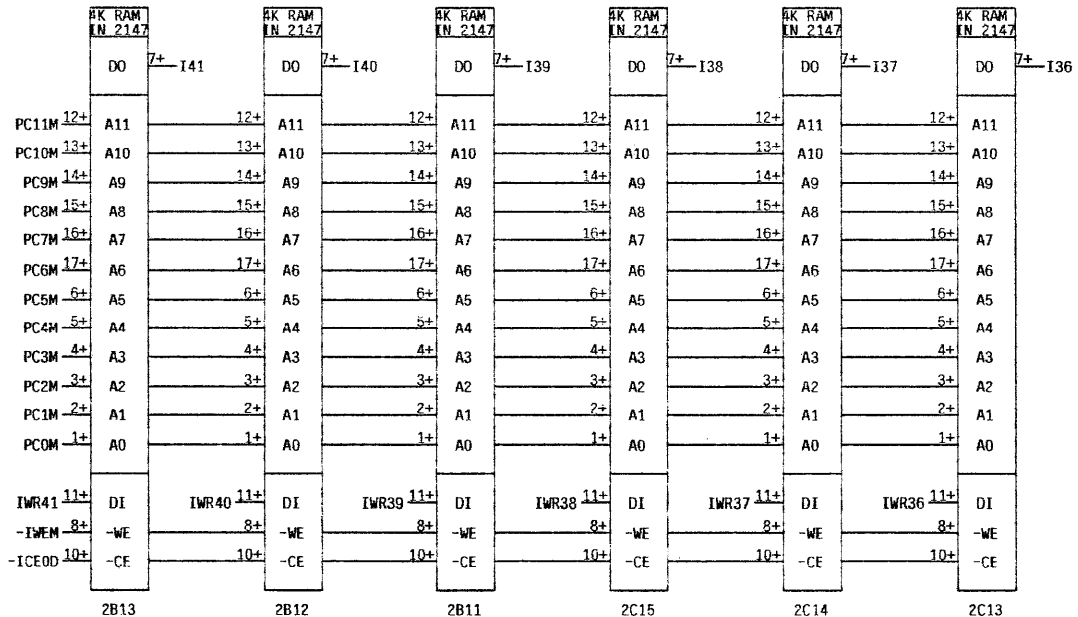 4K RAM 4K RAM 4K RAM 4K RAM 4K RAM 4K RAM
IN 2147 IN 2147 IN 2147 IN 2147 IN 2147 IN 2147
DO 7+ I41 DO 7+ I40 DO 7+ I39 DO 7+ I38 DO 7+ I37 DO 7+ I36
PC11M 12+ A11 12+ A11 12+ A11 12+ A11 12+ A11 12+ A11
PC10M 13+ A10 13+ A10 13+ A10 13+ A10 13+ A10 13+ A10
PC9M 14+ A9 14+ A9 14+ A9 14+ A9 14+ A9 14+ A9
PC8M 15+ A8 15+ A8 15+ A8 15+ A8 15+ A8 15+ A8
PC7M 16+ A7 16+ A7 16+ A7 16+ A7 16+ A7 16+ A7
PC6M 17+ A6 17+ A6 17+ A6 17+ A6 17+ A6 17+ A6
PC5M 6+ A5 6+ A5 6+ A5 6+ A5 6+ A5 6+ A5
PC4M 5+ A4 5+ A4 5+ A4 5+ A4 5+ A4 5+ A4
PC3M 4+ A3 4+ A3 4+ A3 4+ A3 4+ A3 4+ A3
PC2M 3+ A2 3+ A2 3+ A2 3+ A2 3+ A2 3+ A2
PC1M 2+ A1 2+ A1 2+ A1 2+ A1 2+ A1 2+ A1
PC0M 1+ A0 1+ A0 1+ A0 1+ A0 1+ A0 1+ A0
IWR41 11+ DI IWR40 11+ DI IWR39 11+ DI IWR38 11+ DI IWR37 11+ DI IWR36 11+ DI
-IWEM 8+ -WE 8+ -WE 8+ -WE 8+ -WE 8+ -WE 8+ -WE
-ICE0D 10+ -CE 10+ -CE 10+ -CE 10+ -CE 10+ -CE 10+ -CE
2B13 2B12 2B11 2C15 2C14 2C13